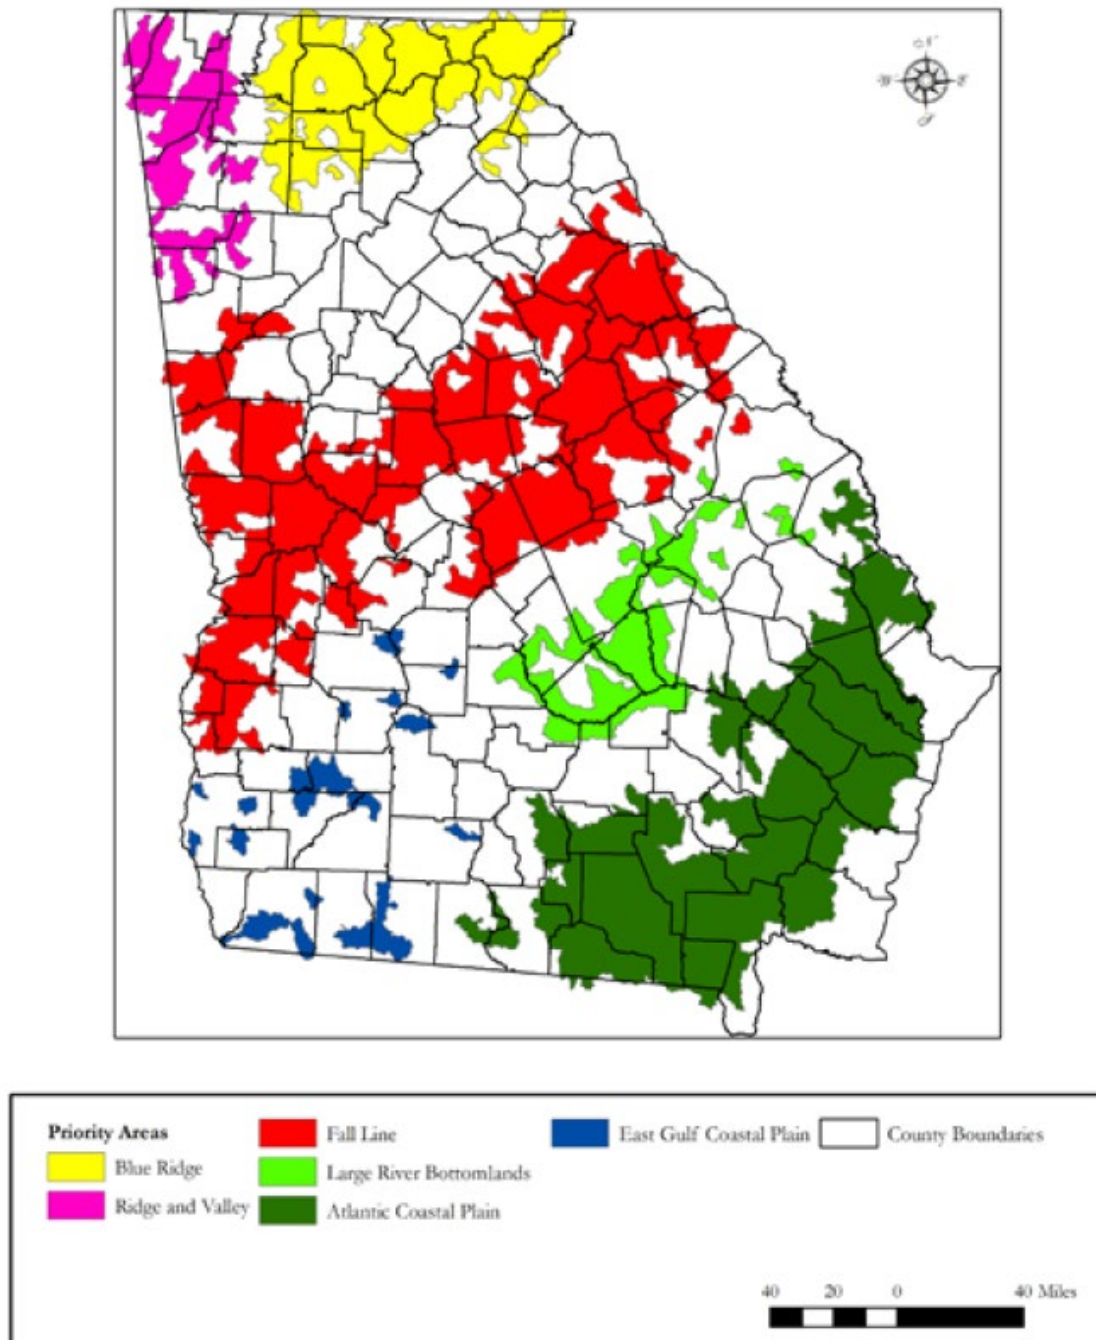 N
W
E
S
Priority Areas
Blue Ridge
Ridge and Valley
Fall Line
Large River Bottomlands
Atlantic Coastal Plain
East Gulf Coastal Plain
County Boundaries
40 20 0 40 Miles